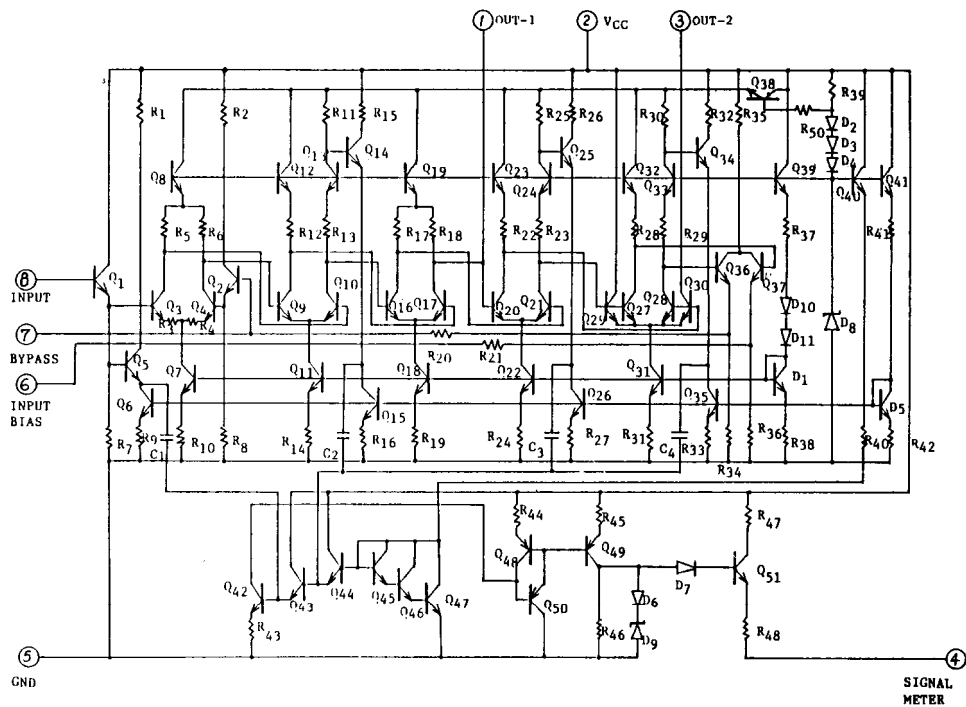 1 OUT-1
2 VCC
3 OUT-2
Q38
R39
R1 R2 R11 R15 R25 R26 R30 R32 R35
R50 D2
D3
D4
Q1 Q14 Q25 Q34
Q8 Q12 Q19 Q23 Q24 Q32 Q33 Q39 Q40 Q41
R5 R6 R12 R13 R17 R18 R22 R23 R28 R29 R37 R41
8 INPUT
Q1 Q3 Q4 Q2 Q9 Q10 Q16 Q17 Q20 Q21 Q29 Q27 Q28 Q30 Q36 Q37
R3 R4
D10
D11
D8
7 BYPASS
R20 R21
6 INPUT BIAS
Q5 Q7 Q11 Q18 Q22 Q31 D1
Q6 Q15 Q26 Q35 D5
R7 R9 C1 R10 R8 R14 C2 R16 R19 R24 C3 R27 R31 C4 R33 R34 R36 R38 R40 R42
R44 R45 R47
Q48 Q49
Q42 Q43 Q44 Q45 Q46 Q47 Q50 D7 Q51
D6
R43 R46 D9 R48
5 GND
4 SIGNAL METER